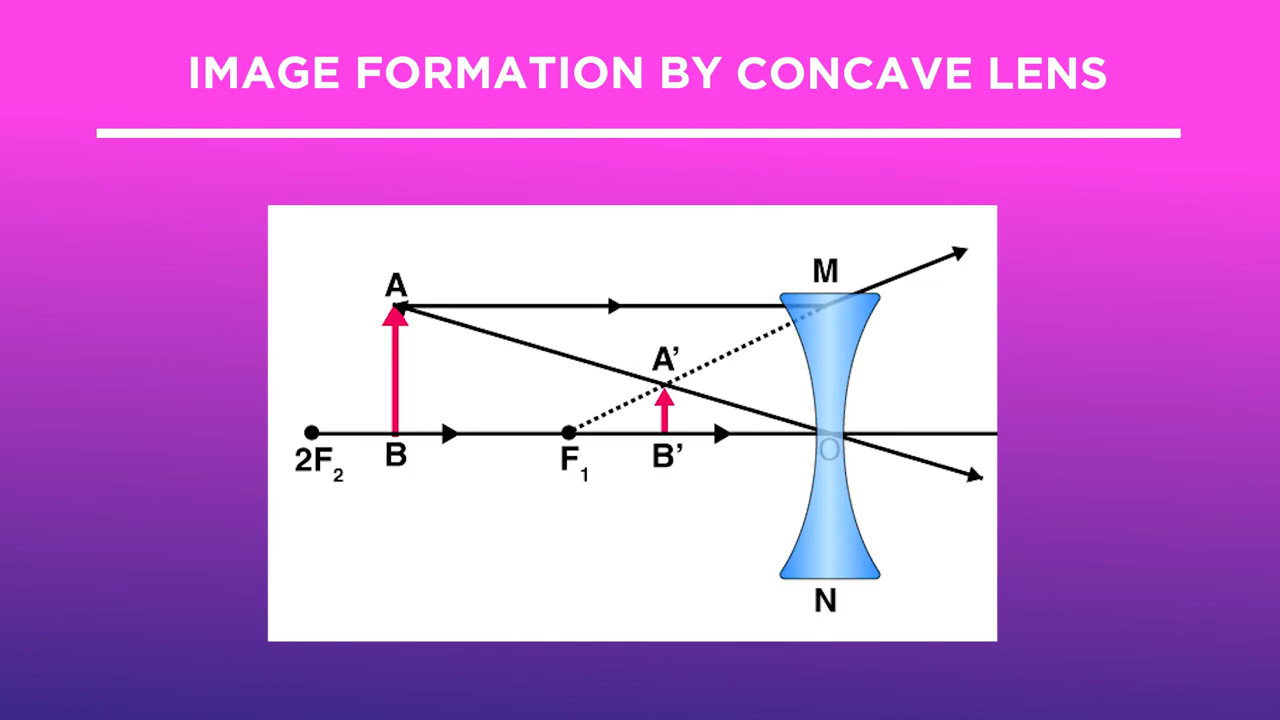 IMAGE FORMATION BY CONCAVE LENS
M
A
A’
2F₂
B
F₁
B’
O
N